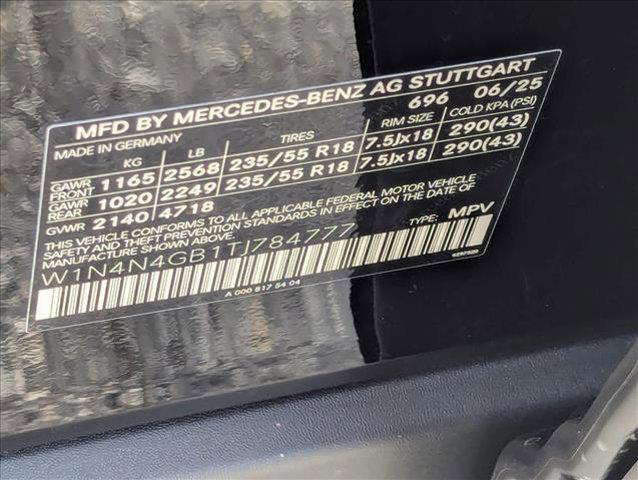 MFD BY MERCEDES-BENZ AG STUTTGART
MADE IN GERMANY 696 06/25
KG LB TIRES RIM SIZE COLD KPA (PSI)
GAWR FRONT 1165 2568 235/55 R18 7.5Jx18 290(43)
GAWR REAR 1020 2249 235/55 R18 7.5Jx18 290(43)
GVWR 2140 4718
THIS VEHICLE CONFORMS TO ALL APPLICABLE FEDERAL MOTOR VEHICLE
SAFETY AND THEFT PREVENTION STANDARDS IN EFFECT ON THE DATE OF
MANUFACTURE SHOWN ABOVE.
W1N4N4GB1TJ784777 TYPE: MPV
A 000 817 54 04